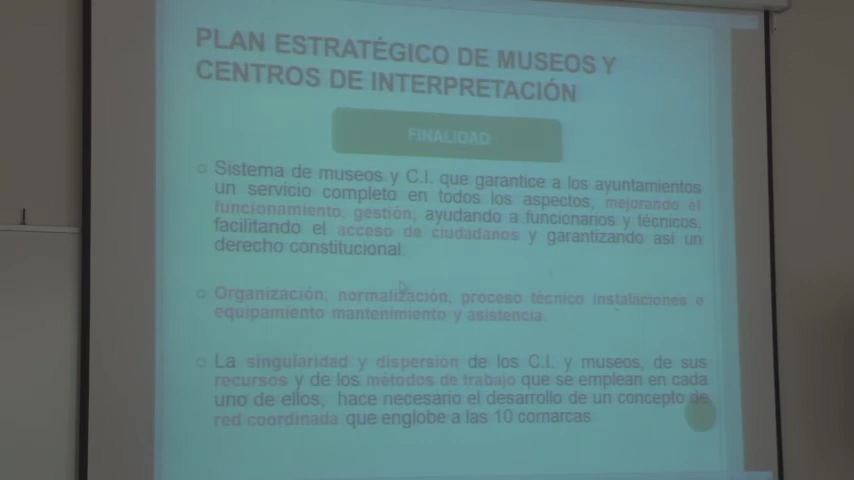 PLAN ESTRATÉGICO DE MUSEOS Y
CENTROS DE INTERPRETACIÓN
FINALIDAD
Sistema de museos y C.I. que garantice a los ayuntamientos
un servicio completo en todos los aspectos, mejorando el
funcionamiento, gestión, ayudando a funcionarios y técnicos,
facilitando el acceso de ciudadanos y garantizando así un
derecho constitucional.
Organización, normalización, proceso técnico instalaciones e
equipamiento mantenimiento y asistencia.
La singularidad y dispersión de los C.I. y museos, de sus
recursos y de los métodos de trabajo que se emplean en cada
uno de ellos, hace necesario el desarrollo de un concepto de
red coordinada que englobe a las 10 comarcas